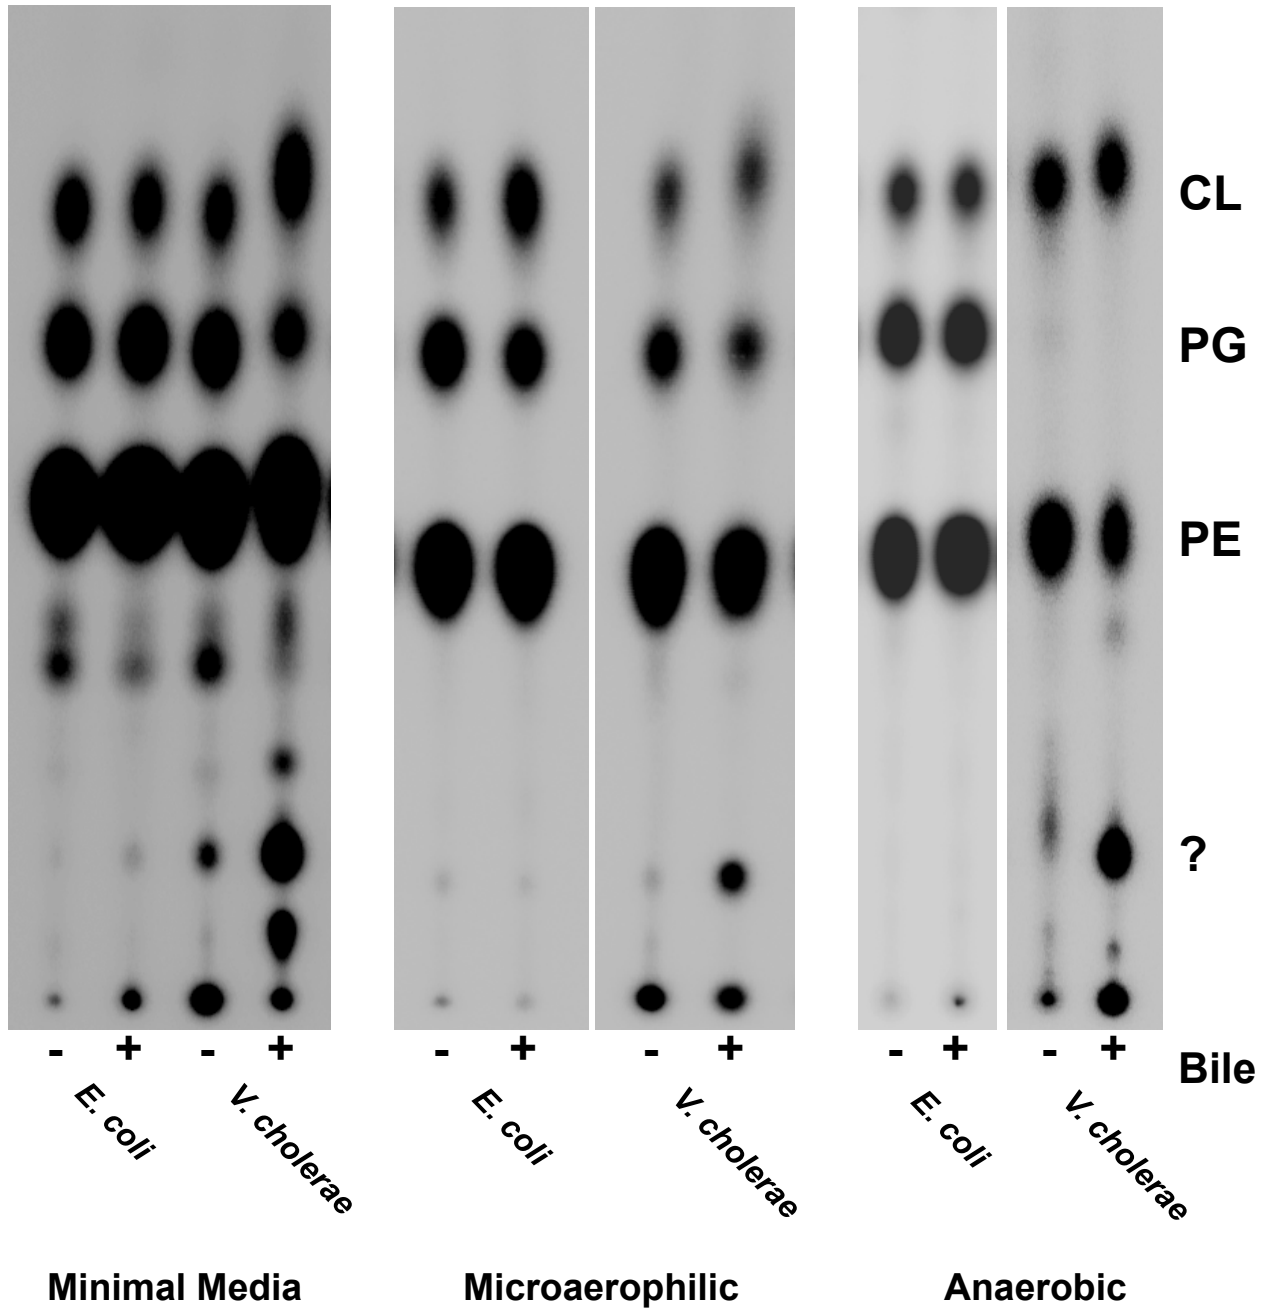 CL
PG
PE
?
- + - + - + - + - + - +
Bile
E. coli V. cholerae E. coli V. cholerae E. coli V. cholerae
Minimal Media Microaerophilic Anaerobic